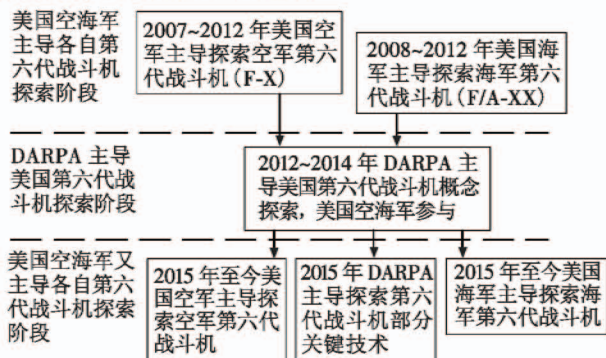 美国空海军
主导各自第
六代战斗机
探索阶段
2007~2012 年美国空
军主导探索空军第六
代战斗机(F-X)
2008~2012 年美国海
军主导探索海军第六
代战斗机(F/A-XX)
DARPA 主导
美国第六代战
斗机探索阶段
2012~2014 年 DARPA 主
导美国第六代战斗机概念
探索,美国空海军参与
美国空海军又
主导各自第六
代战斗机探索
阶段
2015 年至今美
国空军主导探
索空军第六代
战斗机
2015 年 DARPA
主导探索第六
代战斗机部分
关键技术
2015 年至今美国
海军主导探索海
军第六代战斗机